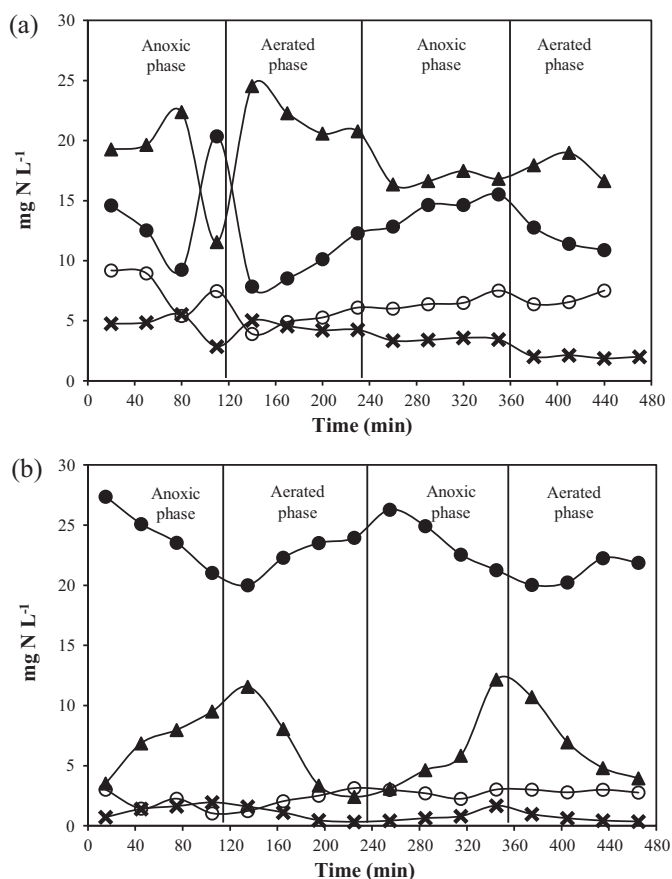 (a)
30
25
20
15
10
5
0
mg N L-1
Anoxic
phase
Aerated
phase
Anoxic
phase
Aerated
phase
0 40 80 120 160 200 240 280 320 360 400 440 480
Time (min)
(b)
30
25
20
15
10
5
0
mg N L-1
Anoxic
phase
Aerated
phase
Anoxic
phase
Aerated
phase
0 40 80 120 160 200 240 280 320 360 400 440 480
Time (min)